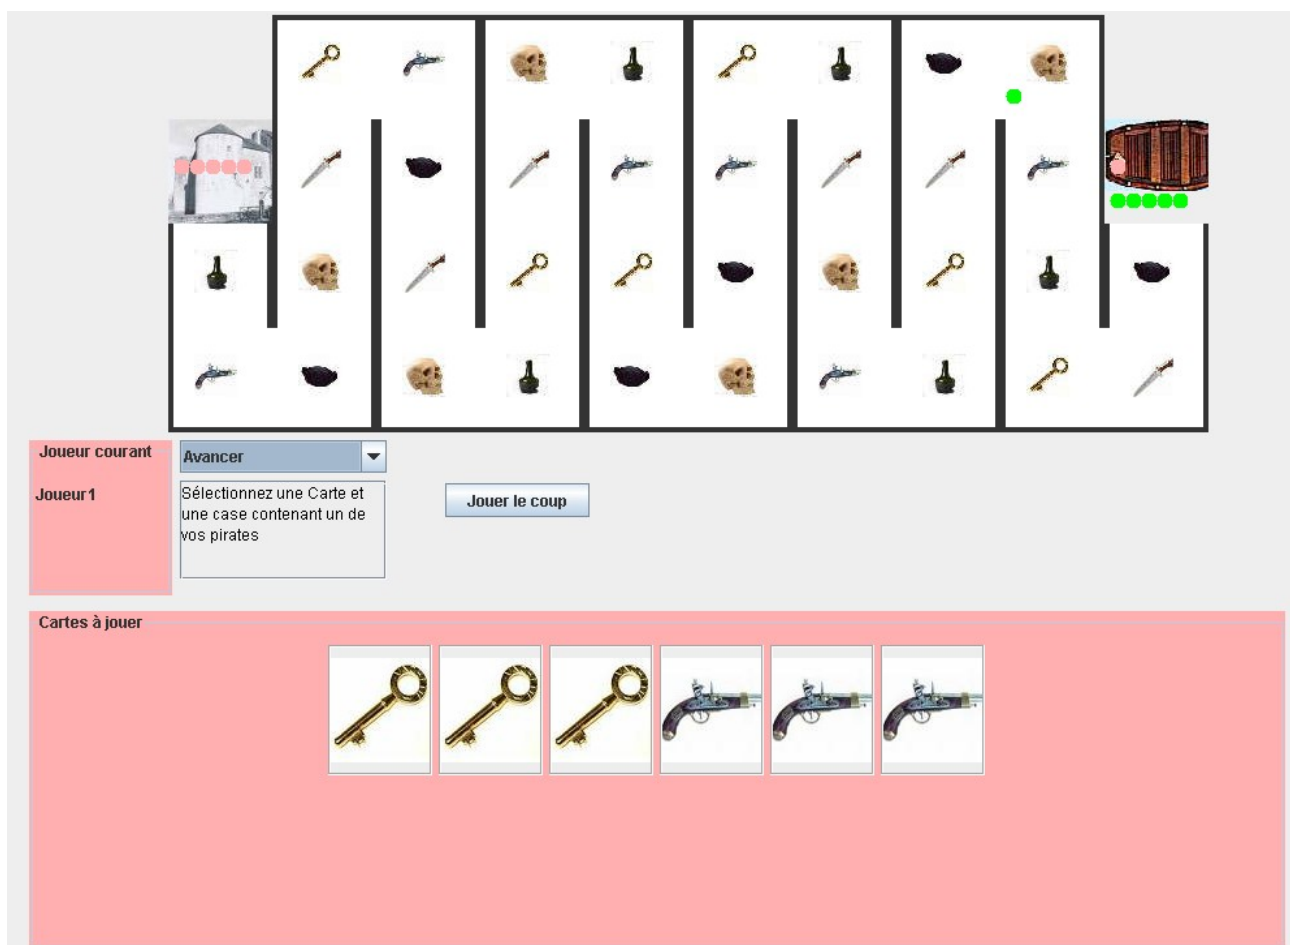 Joueur courant
Avancer
Joueur1
Sélectionnez une Carte et
une case contenant un de
vos pirates
Jouer le coup
Cartes à jouer